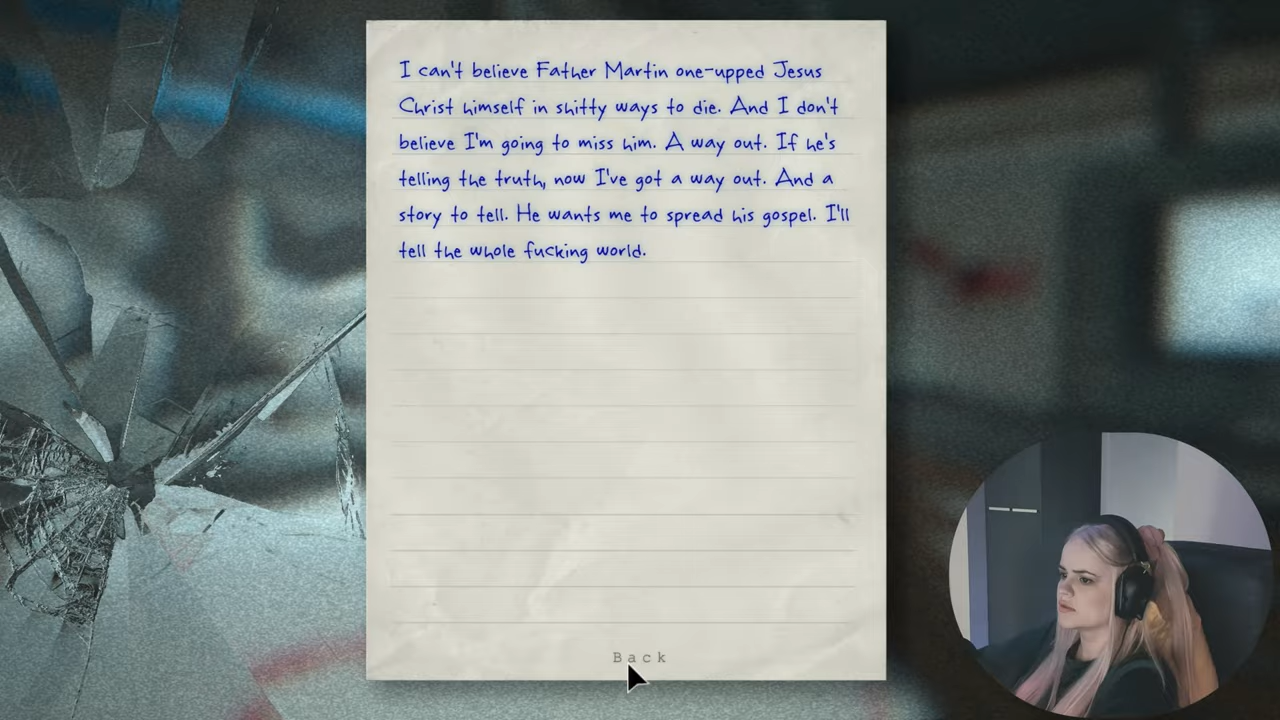 I can't believe Father Martin one-upped Jesus
Christ himself in shitty ways to die. And I don't
believe I'm going to miss him. A way out. If he's
telling the truth, now I've got a way out. And a
story to tell. He wants me to spread his gospel. I'll
tell the whole fucking world.
Back